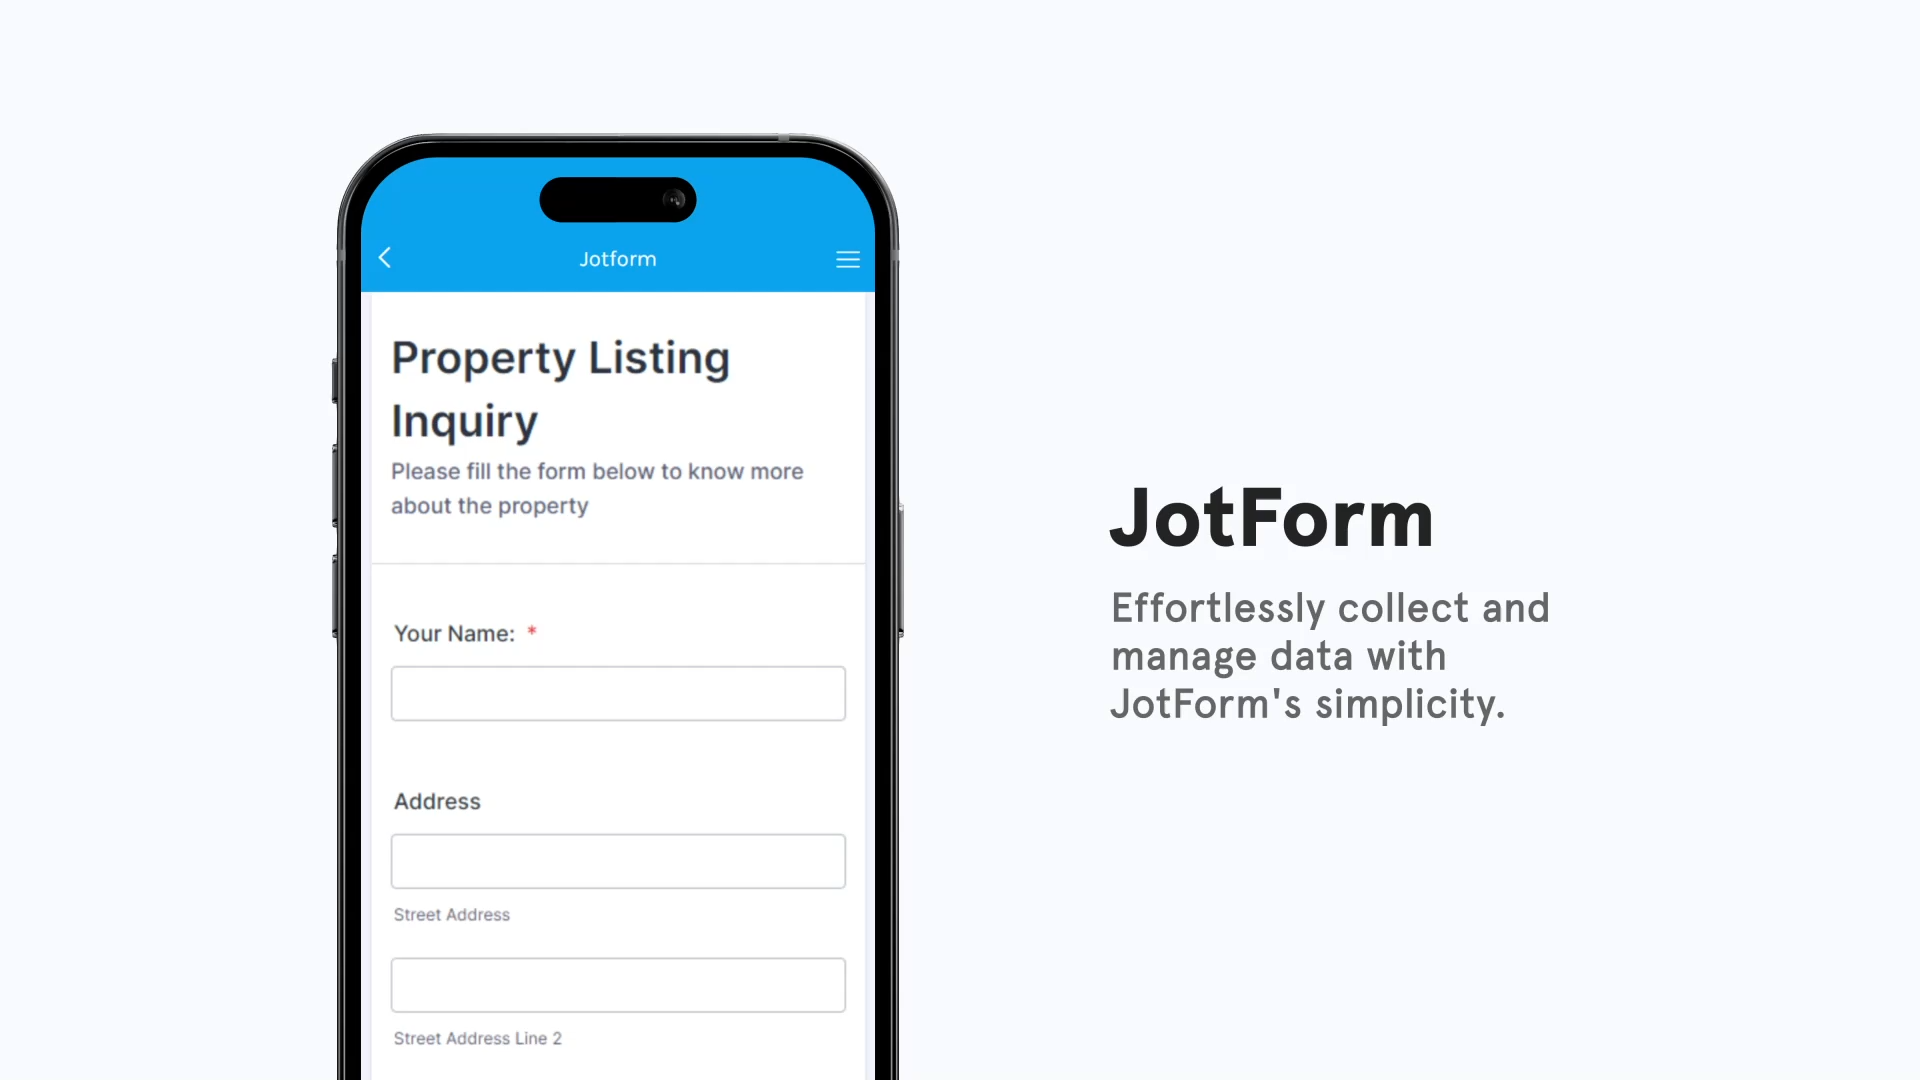 Jotform
Property Listing
Inquiry
Please fill the form below to know more
about the property
Your Name: *
Address
Street Address
Street Address Line 2
JotForm
Effortlessly collect and
manage data with
JotForm's simplicity.